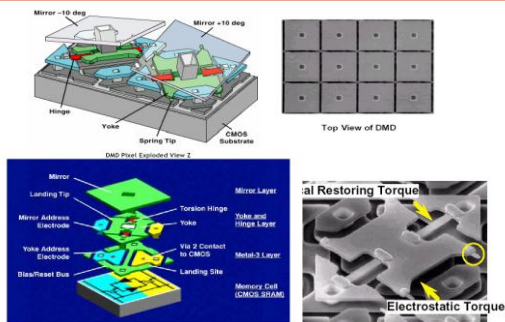 Mirror –10 deg
Mirror +10 deg
Hinge
Yoke
Spring Tip
CMOS
Substrate
Top View of DMD
DMD Pixel Exploded View Z
Mirror
Landing Tip
Mirror Address
Electrode
Yoke Address
Electrode
Bias/Reset Bus
Torsion Hinge
Yoke
Via 2 Contact
to CMOS
Landing Site
Mirror Layer
Yoke and
Hinge Layer
Metal-3 Layer
Memory Cell
(CMOS SRAM)
cal Restoring Torque
Electrostatic Torque